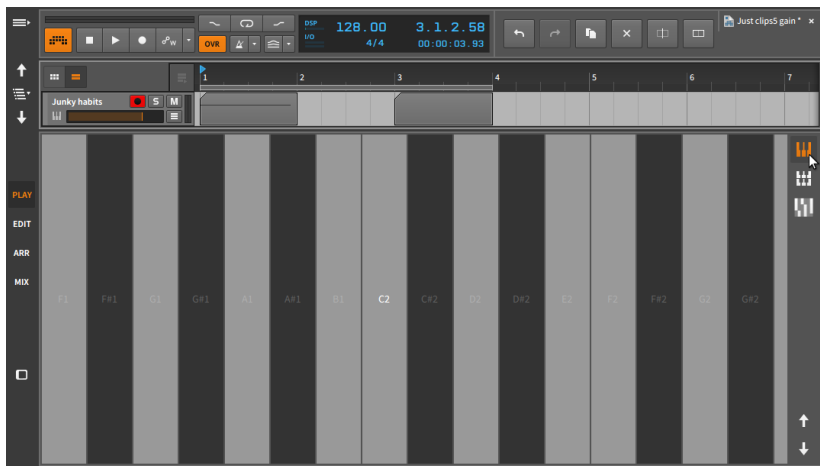 DSP
I/O
128.00
4/4
3.1.2.58
00:00:03.93
Just clips5 gain *
×
W
OVR
1 2 3 4 5 6 7
Junky habits
S M
PLAY
EDIT
ARR
MIX
F1 F#1 G1 G#1 A1 A#1 B1 C2 C#2 D2 D#2 E2 F2 F#2 G2 G#2